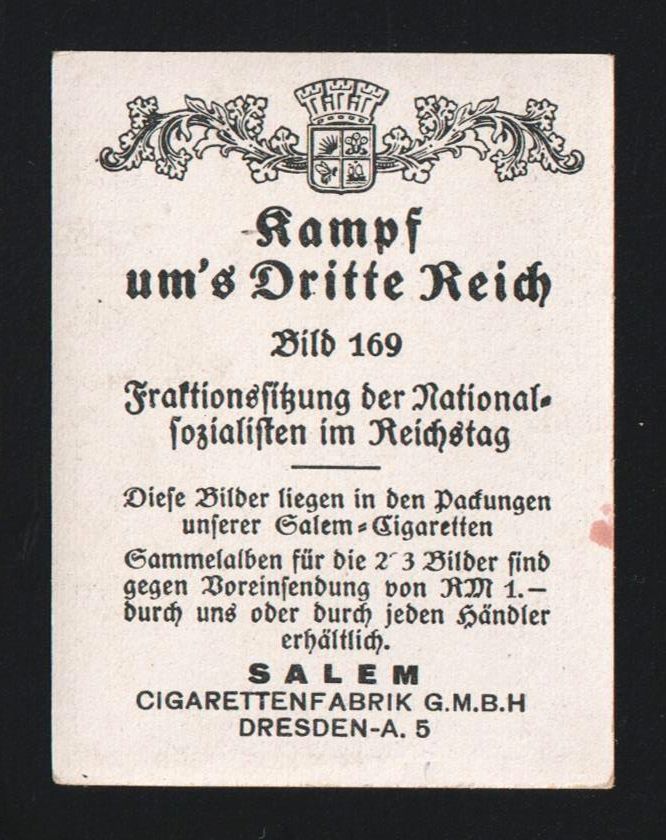 Kampf
um's Dritte Reich
Bild 169
Fraktionssitzung der National-
sozialisten im Reichstag
Diese Bilder liegen in den Packungen
unserer Salem-Cigaretten
Sammelalben für die 2 3 Bilder sind
gegen Voreinsendung von RM 1.—
durch uns oder durch jeden Händler
erhältlich.
SALEM
CIGARETTENFABRIK G.M.B.H
DRESDEN-A. 5